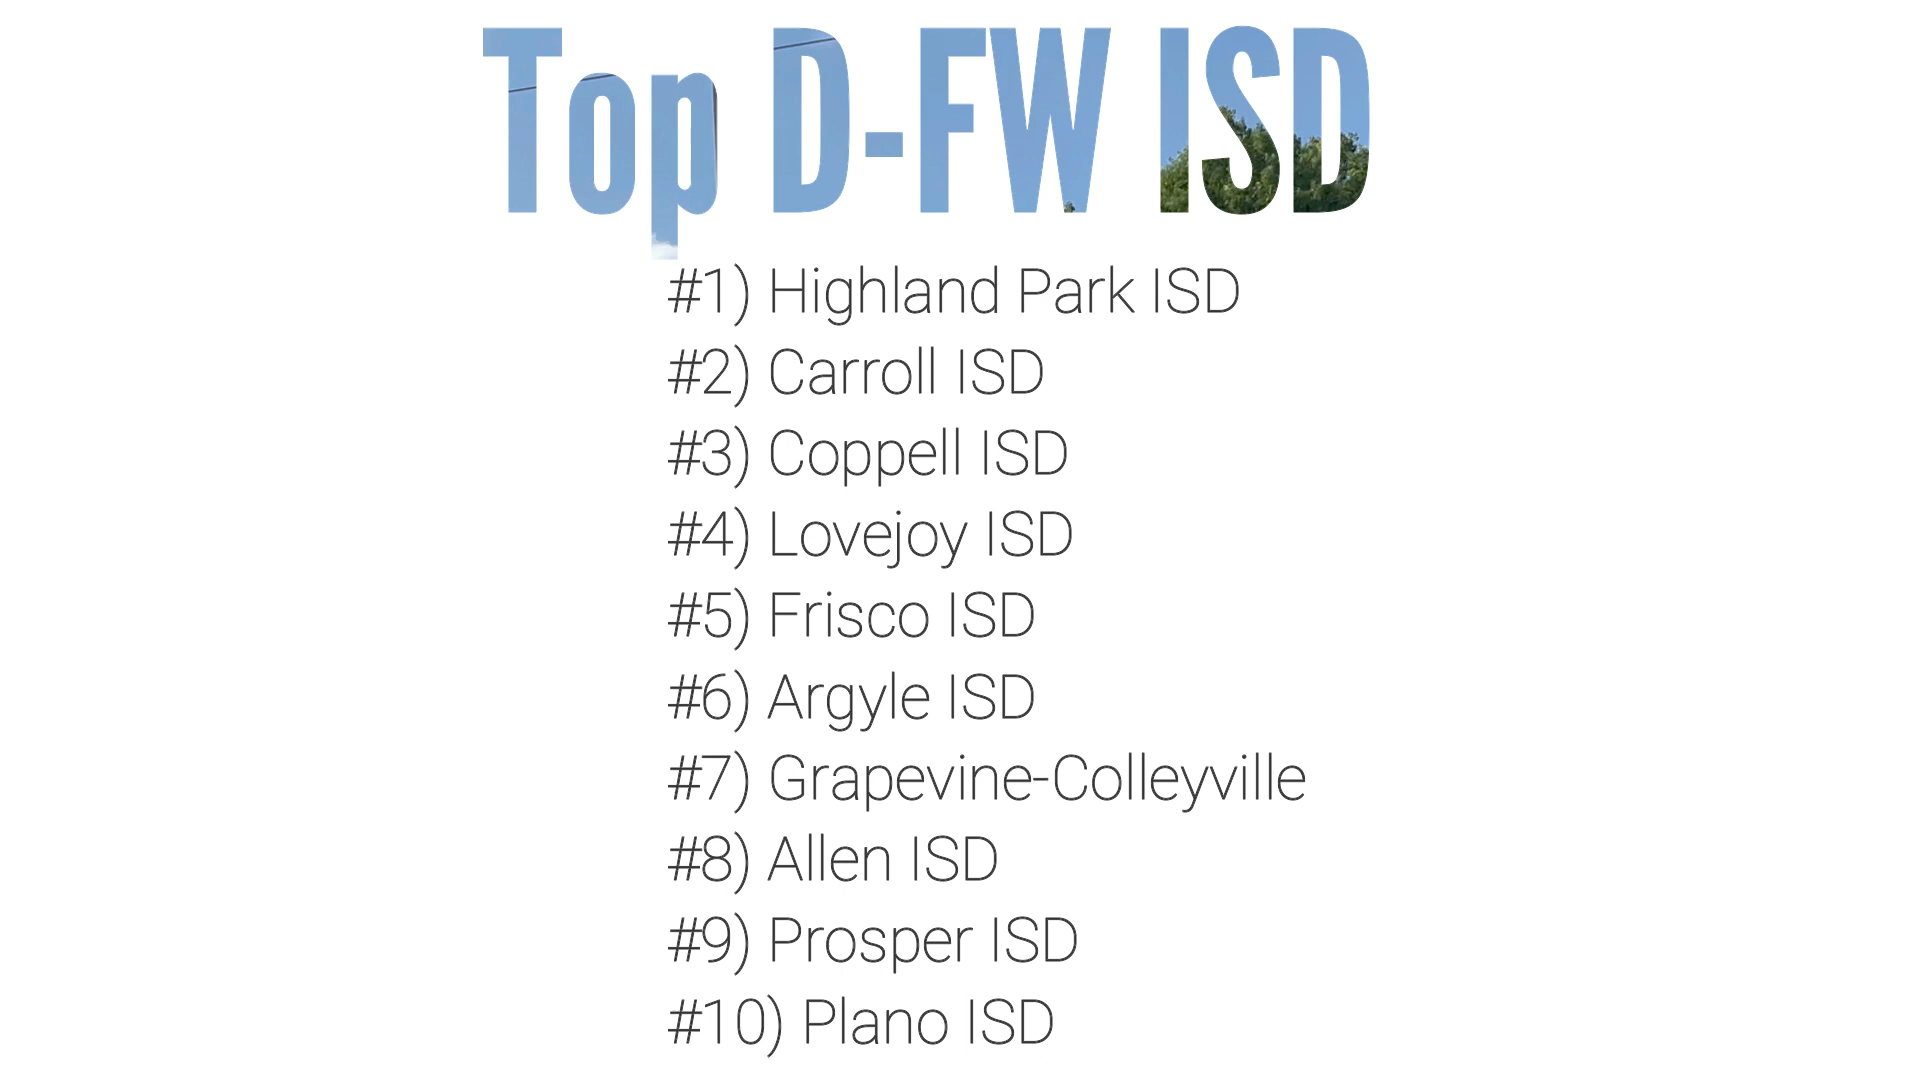 Top D-FW ISD
#1) Highland Park ISD
#2) Carroll ISD
#3) Coppell ISD
#4) Lovejoy ISD
#5) Frisco ISD
#6) Argyle ISD
#7) Grapevine-Colleyville
#8) Allen ISD
#9) Prosper ISD
#10) Plano ISD